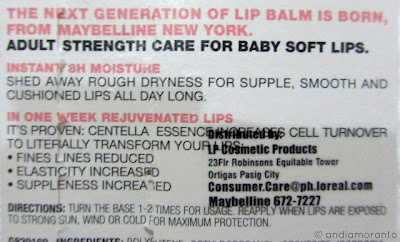 THE NEXT GENERATION OF LIP BALM IS BORN,
FROM MAYBELLINE NEW YORK.
ADULT STRENGTH CARE FOR BABY SOFT LIPS.
INSTANT 8H MOISTURE
SHED AWAY ROUGH DRYNESS FOR SUPPLE, SMOOTH AND
CUSHIONED LIPS ALL DAY LONG.
IN ONE WEEK REJUVENATED LIPS
IT'S PROVEN: CENTELLA ESSENCE INCREASES CELL TURNOVER
TO LITERALLY TRANSFORM YOUR LIPS:
• FINES LINES REDUCED
• ELASTICITY INCREASED
• SUPPLENESS INCREASED
Distributed by:
LP Cosmetic Products
23Flr Robinsons Equitable Tower
Ortigas Pasig City
Consumer.Care@ph.loreal.com
Maybelline 672-7227
DIRECTIONS: TURN THE BASE 1-2 TIMES FOR USAGE. REAPPLY WHEN LIPS ARE EXPOSED
TO STRONG SUN, WIND OR COLD FOR MAXIMUM PROTECTION.
INGREDIENTS:
© andiamoranto